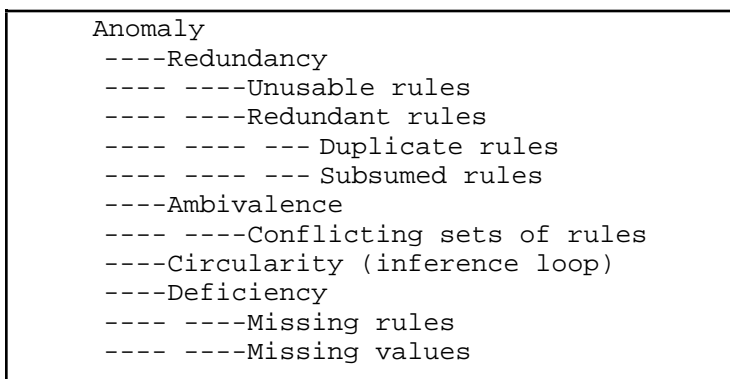 Anomaly
----Redundancy
---- ----Unusable rules
---- ----Redundant rules
---- ---- --- Duplicate rules
---- ---- --- Subsumed rules
----Ambivalence
---- ----Conflicting sets of rules
----Circularity (inference loop)
----Deficiency
---- ----Missing rules
---- ----Missing values